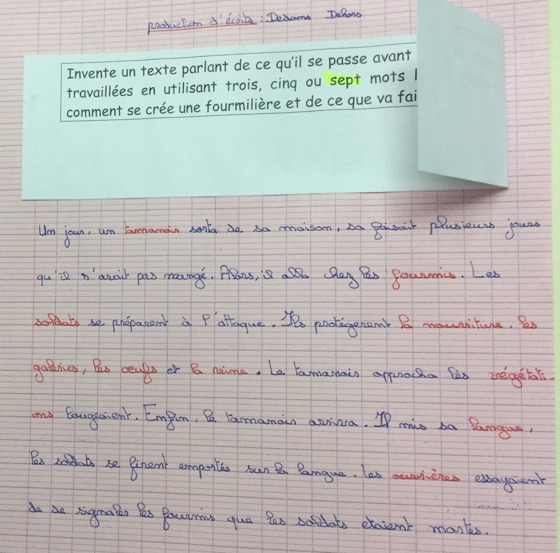 production d'écrits : Dedans Dehors
Invente un texte parlant de ce qu'il se passe avant
travaillées en utilisant trois, cinq ou sept mots
comment se crée une fourmilière et de ce que va fai
Un jour, un tamanoir sorta de sa maison, sa faisait plusieurs jours
qu'il n'avait pas mangé. Alors, il alla chez les fourmis. Les
soldats se préparent à l'attaque. Ils protégèrent la nourriture, les
galeries, les oeufs et la reine. Le tamanoir approcha les végétati-
ons bougeaient. Enfin, le tamanoir arriva. Il mis sa langue,
les soldats se firent emportés sur la langue. Les ouvrières essayaient
de se signaler les fourmis que les soldats étaient mortes.